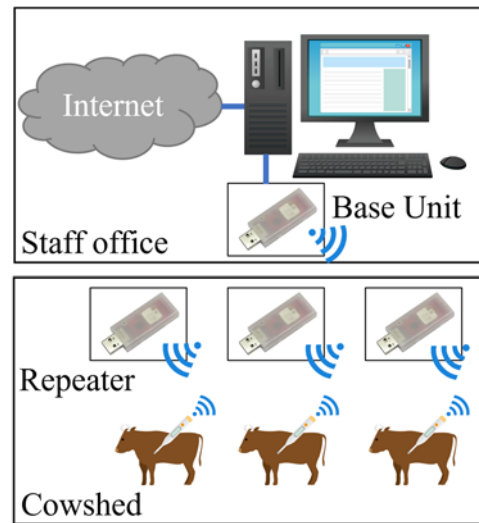 Internet
Base Unit
Staff office
Repeater
Cowshed